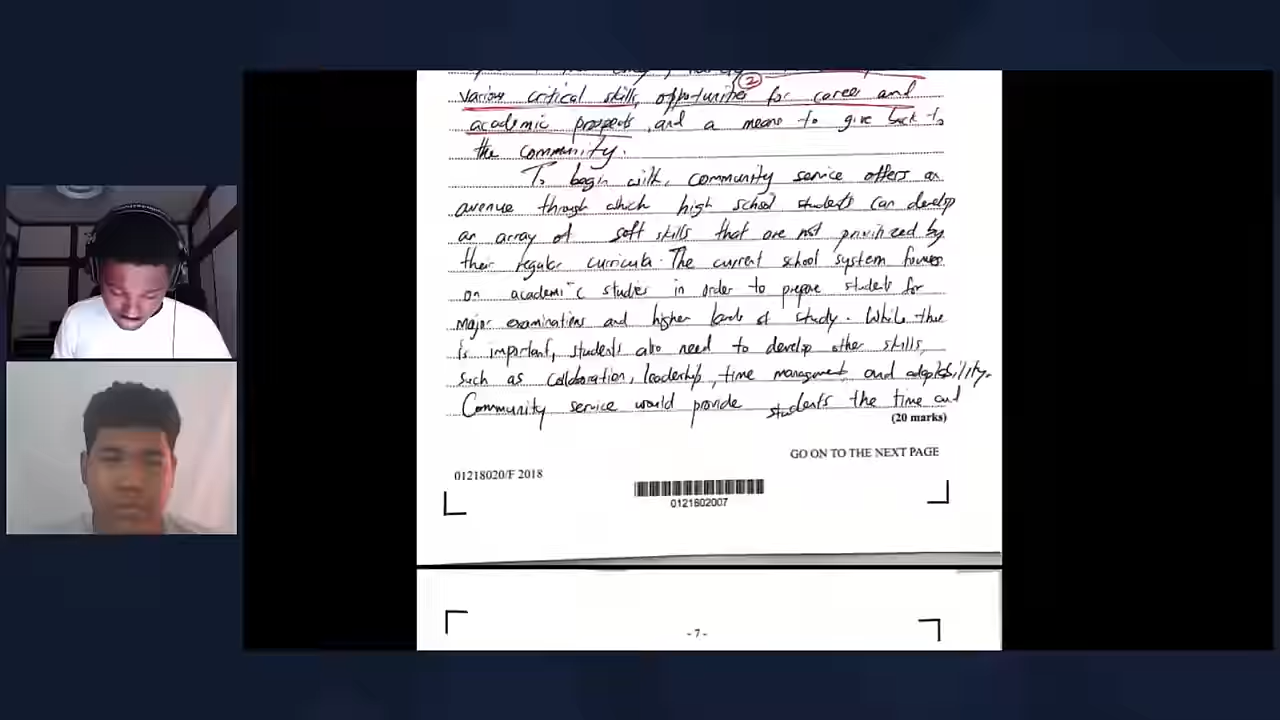 ②
various critical skills, opportunities for career and
academic prospects, and a means to give back to
the community.
To begin with, community service offers an
avenue through which high school students can develop
an array of soft skills that are not prioritized by
their regular curricula. The current school system focuses
on academic studies in order to prepare students for
major examinations and higher levels of study. While this
is important, students also need to develop other skills,
such as collaboration, leadership, time management and adaptability.
Community service would provide students the time and
(20 marks)
GO ON TO THE NEXT PAGE
01218020/F 2018
0121802007
-7-